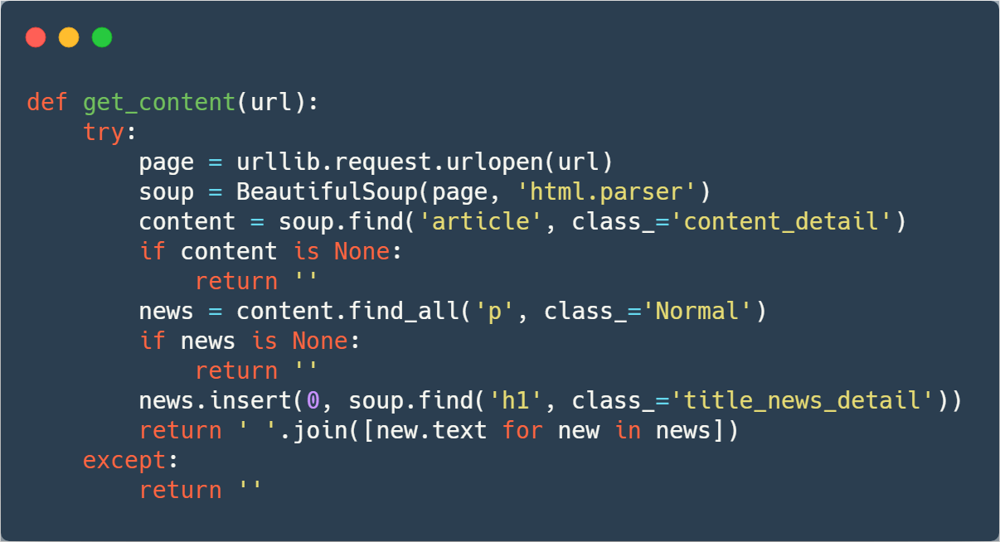 def get_content(url):
    try:
        page = urllib.request.urlopen(url)
        soup = BeautifulSoup(page, 'html.parser')
        content = soup.find('article', class_='content_detail')
        if content is None:
            return ''
        news = content.find_all('p', class_='Normal')
        if news is None:
            return ''
        news.insert(0, soup.find('h1', class_='title_news_detail'))
        return ' '.join([new.text for new in news])
    except:
        return ''